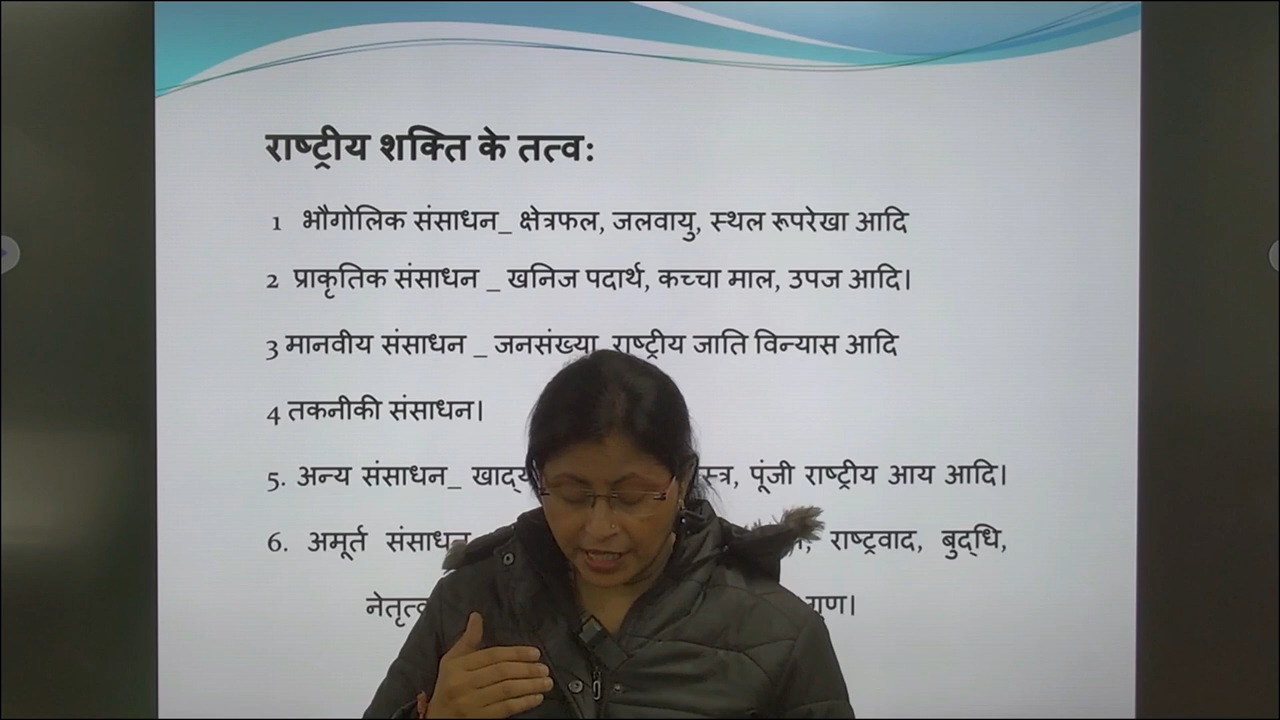 राष्ट्रीय शक्ति के तत्व:
1 भौगोलिक संसाधन_ क्षेत्रफल, जलवायु, स्थल रूपरेखा आदि
2 प्राकृतिक संसाधन _ खनिज पदार्थ, कच्चा माल, उपज आदि।
3 मानवीय संसाधन _ जनसंख्या, राष्ट्रीय जाति विन्यास आदि
4 तकनीकी संसाधन।
5. अन्य संसाधन_ पूंजी राष्ट्रीय आय आदि।
6. अमूर्त संसाधन राष्ट्रवाद, बुद्धि,